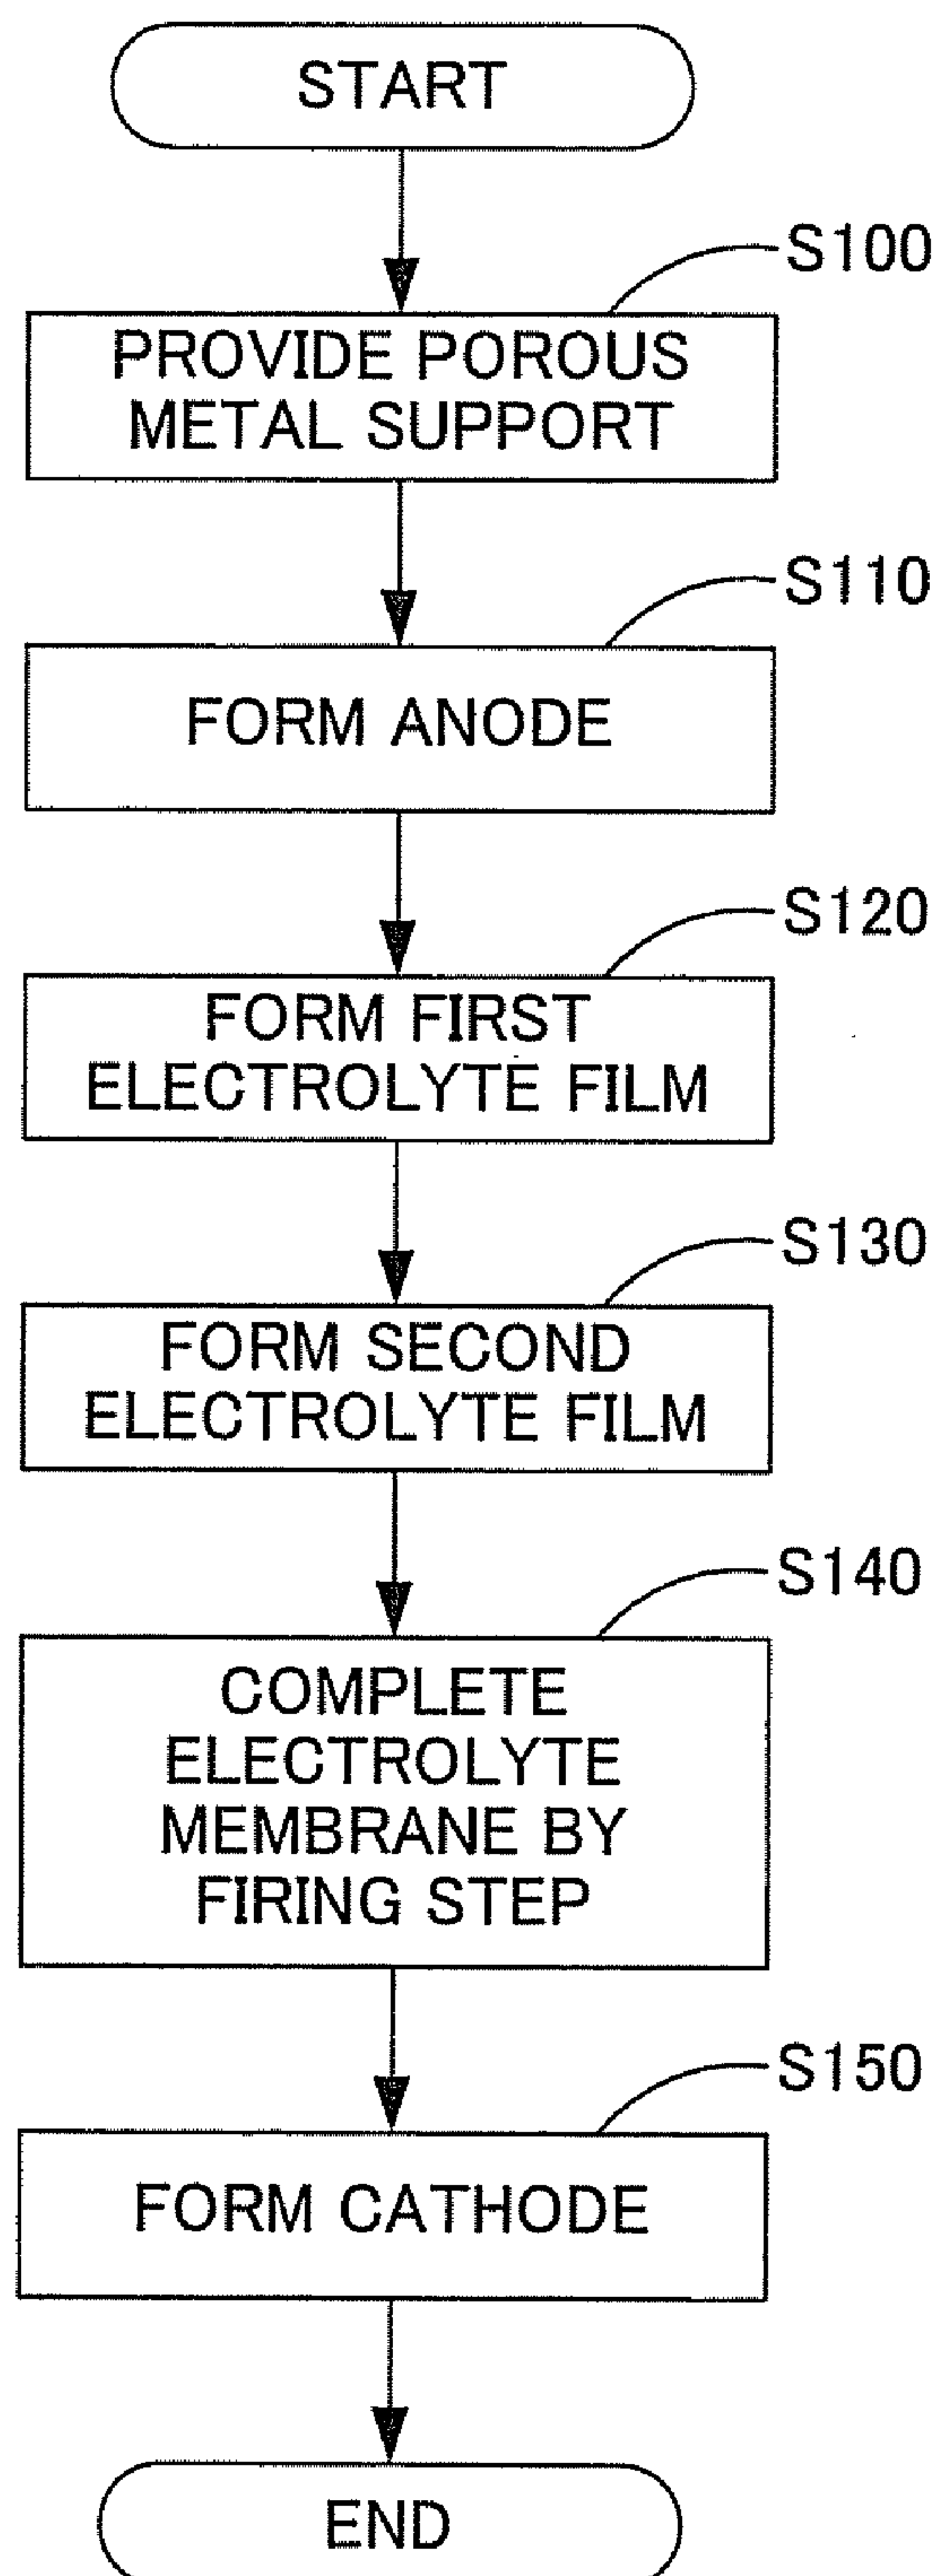 START
S100
PROVIDE POROUS
METAL SUPPORT
S110
FORM ANODE
S120
FORM FIRST
ELECTROLYTE FILM
S130
FORM SECOND
ELECTROLYTE FILM
S140
COMPLETE
ELECTROLYTE
MEMBRANE BY
FIRING STEP
S150
FORM CATHODE
END